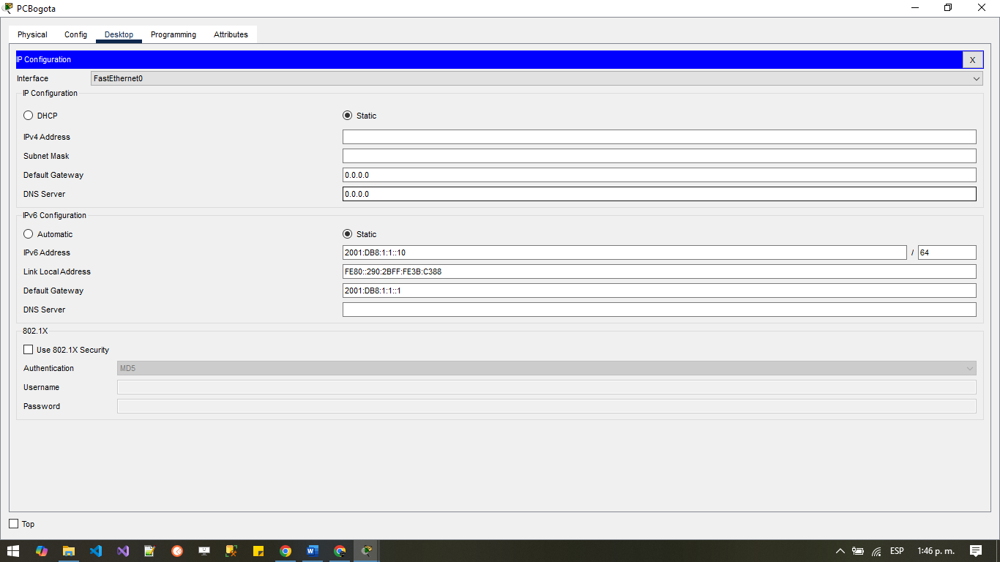 PCBogota
Physical Config Desktop Programming Attributes
IP Configuration X
Interface FastEthernet0
IP Configuration
DHCP Static
IPv4 Address
Subnet Mask
Default Gateway 0.0.0.0
DNS Server 0.0.0.0
IPv6 Configuration
Automatic Static
IPv6 Address 2001:DB8:1:1::10 / 64
Link Local Address FE80::290:2BFF:FE3B:C388
Default Gateway 2001:DB8:1:1::1
DNS Server
802.1X
Use 802.1X Security
Authentication MD5
Username
Password
Top
ESP 1:46 p. m.